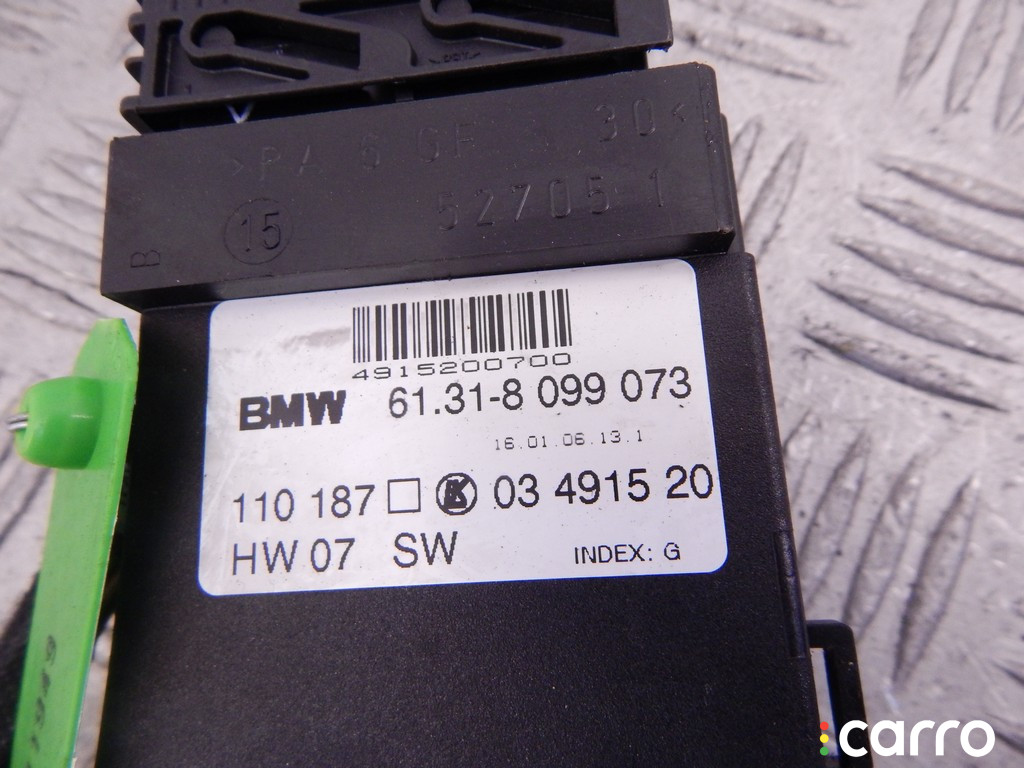 >PA 6 GF 30<
15 52705-1
B
4915200700
BMW 61.31-8 099 073
16.01.06.13.1
110 187 □ K 03 4915 20
HW 07 SW INDEX: G
carro